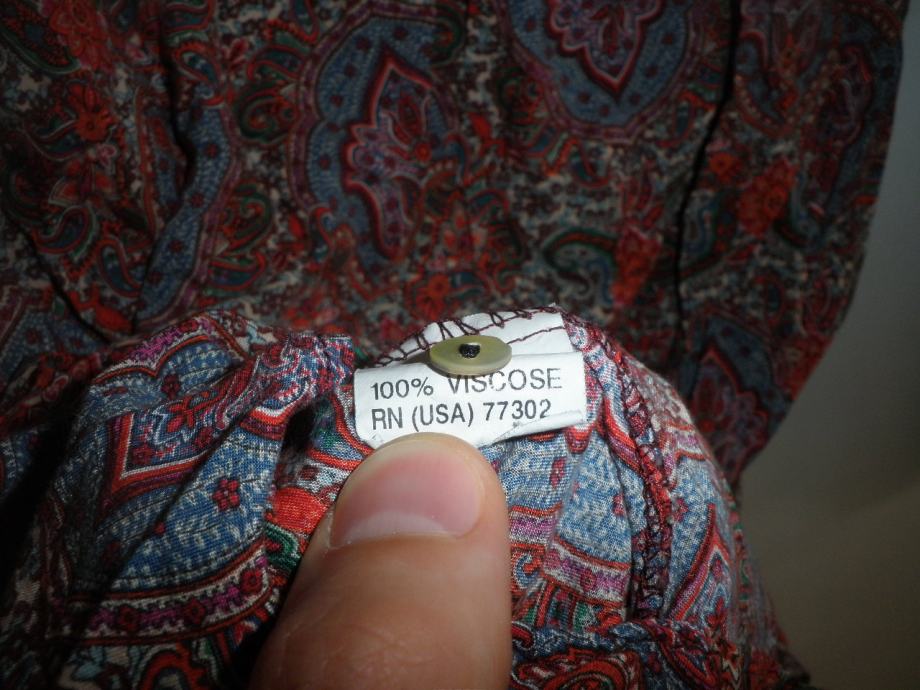 100% VISCOSE
RN (USA) 77302